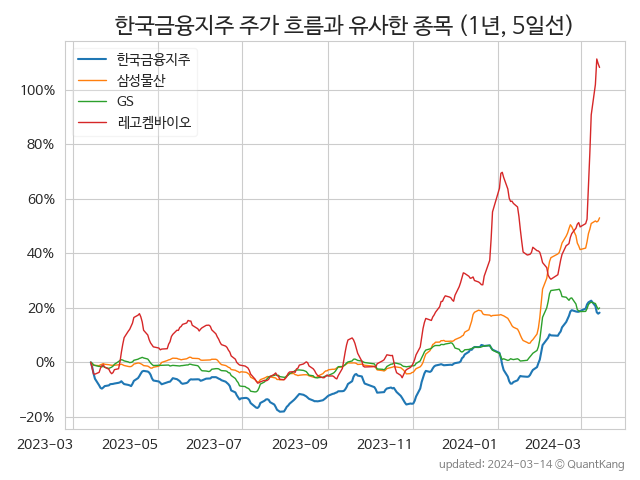 한국금융지주 주가 흐름과 유사한 종목 (1년, 5일선)
한국금융지주
삼성물산
GS
레고켐바이오
100%
80%
60%
40%
20%
0%
−20%
2023-03 2023-05 2023-07 2023-09 2023-11 2024-01 2024-03
updated: 2024-03-14 © QuantKang